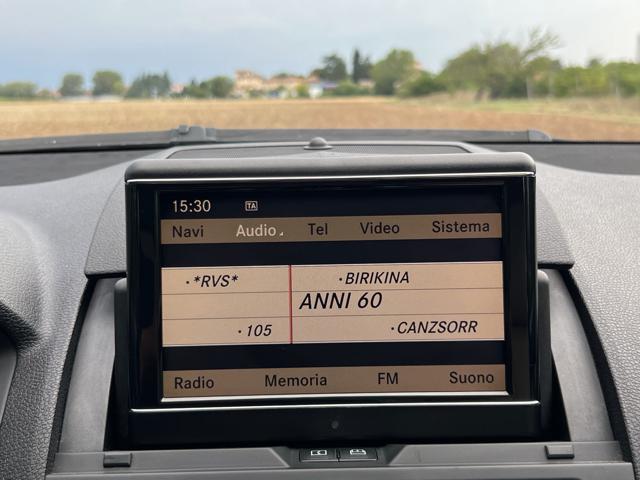 15:30 TA
Navi Audio Tel Video Sistema
·*RVS* ·BIRIKINA
ANNI 60
·105 ·CANZSORR
Radio Memoria FM Suono